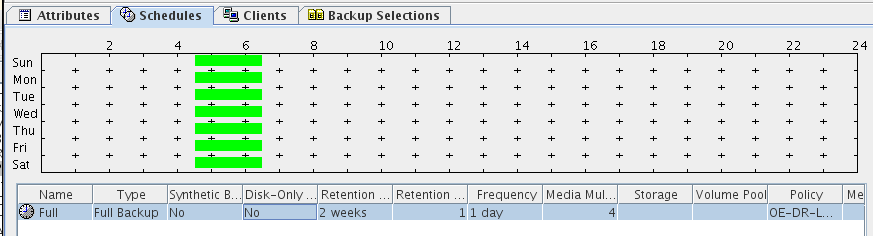 Attributes Schedules Clients Backup Selections
2 4 6 8 10 12 14 16 18 20 22 24
Sun
Mon
Tue
Wed
Thu
Fri
Sat
Name Type Synthetic B... Disk-Only ... Retention ... Retention ... Frequency Media Mul... Storage Volume Pool Policy Me
Full Full Backup No No 2 weeks 1 1 day 4 OE-DR-L...